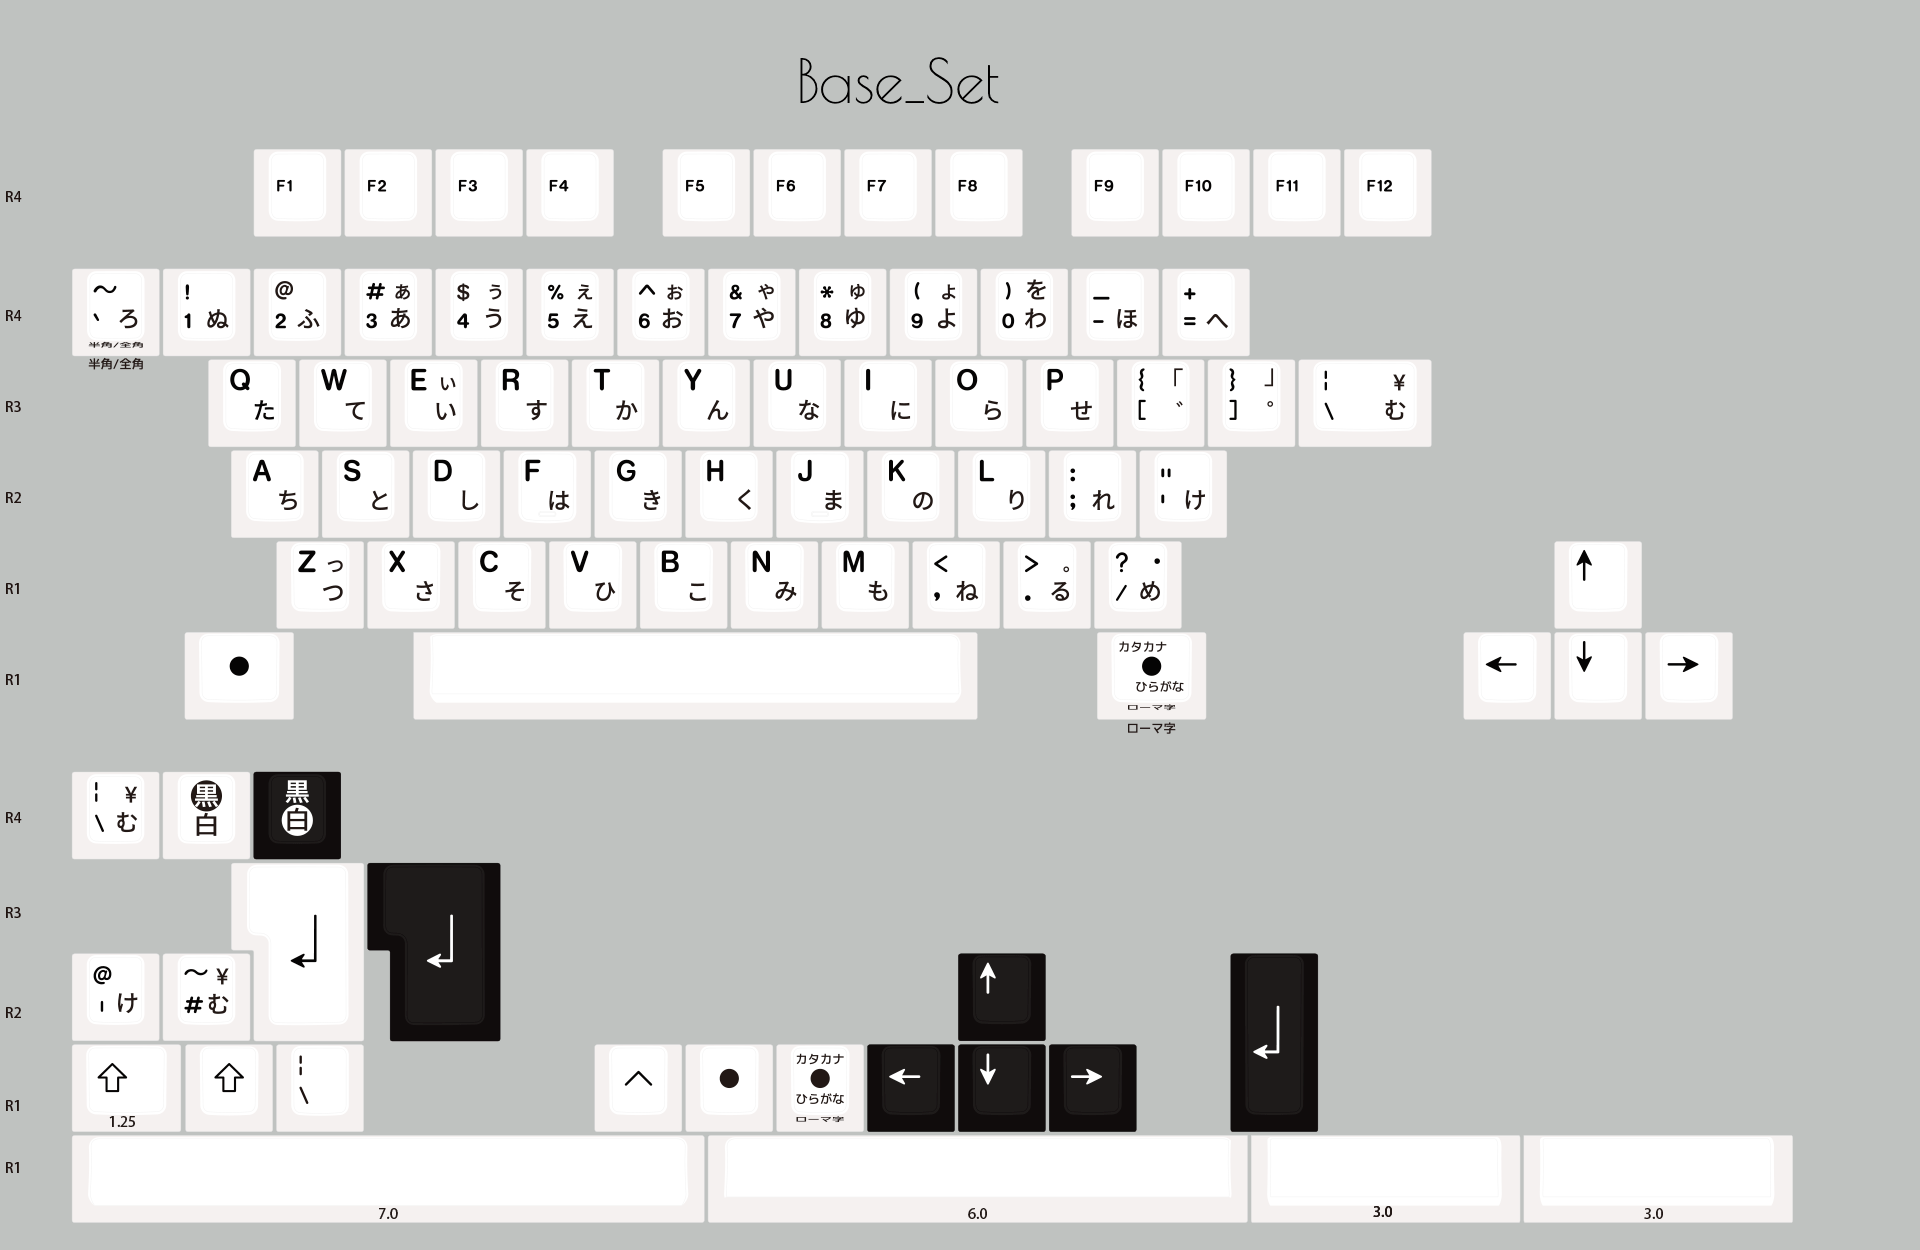 Base_Set
R4 F1 F2 F3 F4 F5 F6 F7 F8 F9 F10 F11 F12
R4 ~ ` ろ ! 1 ぬ @ 2 ふ # ぁ 3 あ $ ぅ 4 う % ぇ 5 え ^ ぉ 6 お & ゃ 7 や * ゅ 8 ゆ ( ょ 9 よ ) を 0 わ _ - ほ + = へ
半角/全角
半角/全角
R3 Q た W て E ぃ い R す T か Y ん U な I に O ら P せ { 「 [ ゛ } 」 ] ゜ ¦ ¥ \ む
R2 A ち S と D し F は G き H く J ま K の L り : ; れ " ' け
R1 Z っ つ X さ C そ V ひ B こ N み M も < , ね > 。 . る ? ・ / め ↑
R1 ● カタカナ ● ひらがな ← ↓ →
ローマ字
ローマ字
R4 ¦ ¥ \ む 黒 白 黒 白
R3 ↵ ↵
R2 @ ' け ~ ¥ # む ↑ ↵
R1 ⇧ 1.25 ⇧ ¦ \ ^ ● カタカナ ● ひらがな ローマ字 ← ↓ →
R1 7.0 6.0 3.0 3.0